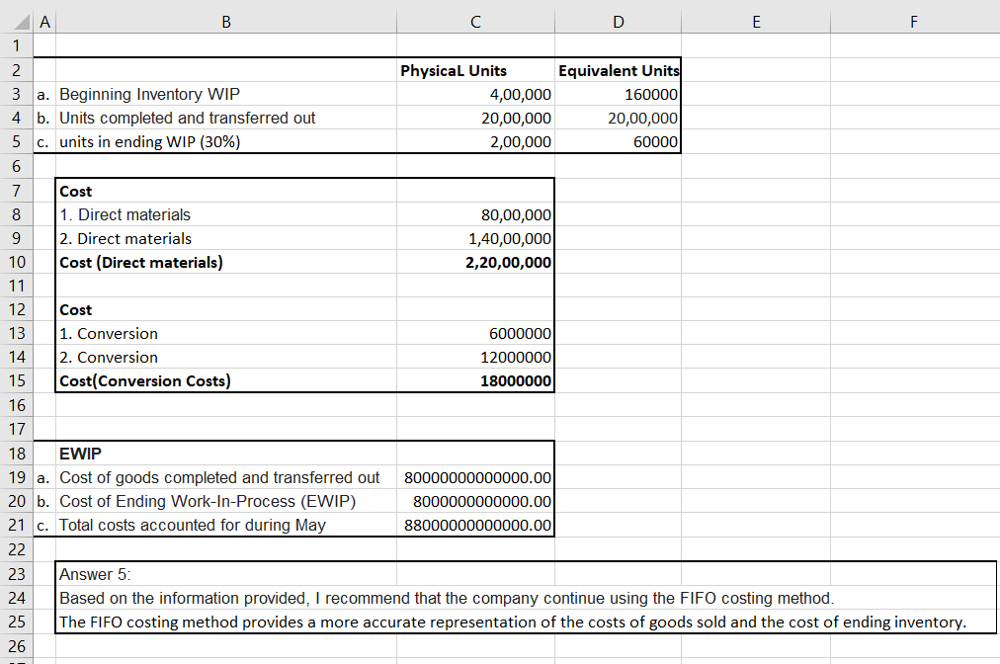 A B C D E F
1
2 Physical Units Equivalent Units
3 a. Beginning Inventory WIP 4,00,000 160000
4 b. Units completed and transferred out 20,00,000 20,00,000
5 c. units in ending WIP (30%) 2,00,000 60000
6
7 Cost
8 1. Direct materials 80,00,000
9 2. Direct materials 1,40,00,000
10 Cost (Direct materials) 2,20,00,000
11
12 Cost
13 1. Conversion 6000000
14 2. Conversion 12000000
15 Cost(Conversion Costs) 18000000
16
17
18 EWIP
19 a. Cost of goods completed and transferred out 80000000000000.00
20 b. Cost of Ending Work-In-Process (EWIP) 8000000000000.00
21 c. Total costs accounted for during May 88000000000000.00
22
23 Answer 5:
24 Based on the information provided, I recommend that the company continue using the FIFO costing method.
25 The FIFO costing method provides a more accurate representation of the costs of goods sold and the cost of ending inventory.
26